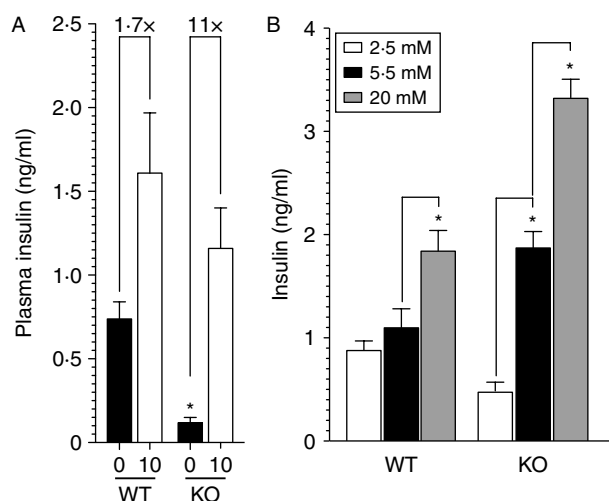 A
Plasma insulin (ng/ml)
2·5
2·0
1·5
1·0
0·5
0
1·7×
11×
*
0 10 0 10
WT KO
B
Insulin (ng/ml)
4
3
2
1
0
2·5 mM
5·5 mM
20 mM
*
*
*
WT KO